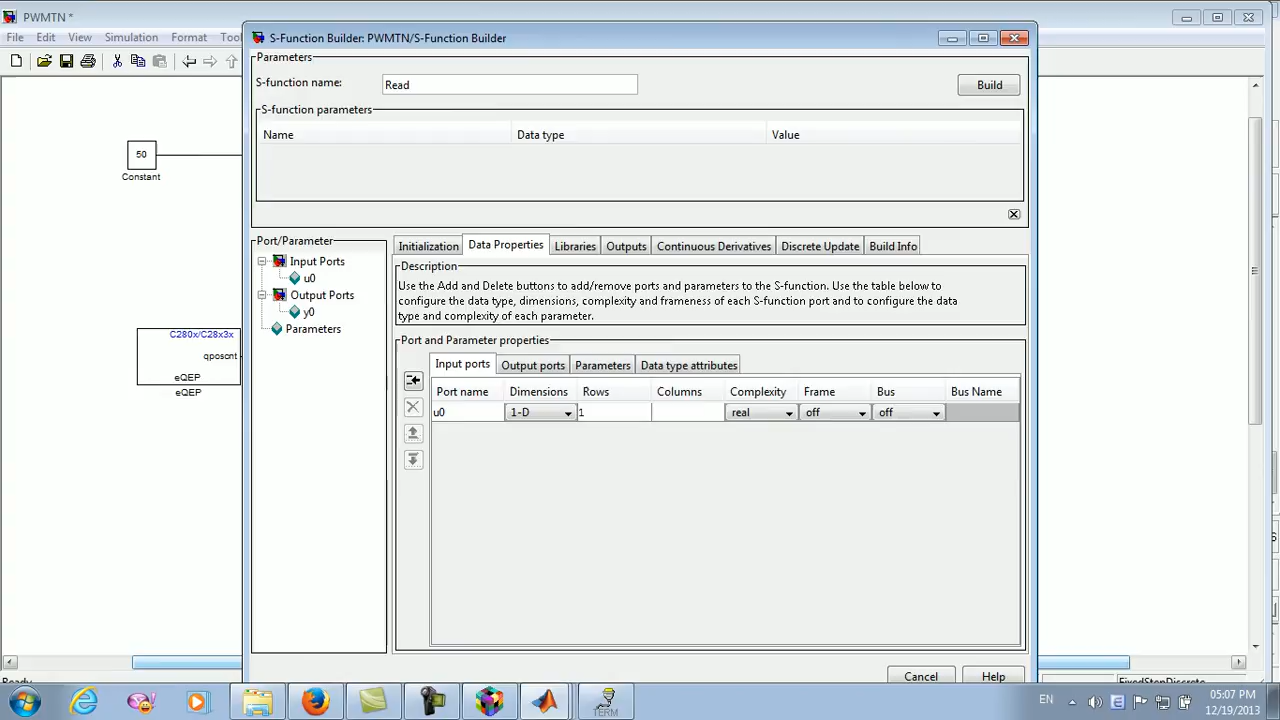 PWMTN *
File Edit View Simulation Format Tool
50
Constant
C280x/C28x3x
qposcnt
eQEP
eQEP
S-Function Builder: PWMTN/S-Function Builder
Parameters
S-function name: Read Build
S-function parameters
Name Data type Value
Port/Parameter
Input Ports
u0
Output Ports
y0
Parameters
Initialization Data Properties Libraries Outputs Continuous Derivatives Discrete Update Build Info
Description
Use the Add and Delete buttons to add/remove ports and parameters to the S-function. Use the table below to
configure the data type, dimensions, complexity and frameness of each S-function port and to configure the data
type and complexity of each parameter.
Port and Parameter properties
Input ports Output ports Parameters Data type attributes
Port name Dimensions Rows Columns Complexity Frame Bus Bus Name
u0 1-D 1 real off off
Cancel Help
Ready FixedStepDiscrete
TERM
EN
05:07 PM
12/19/2013